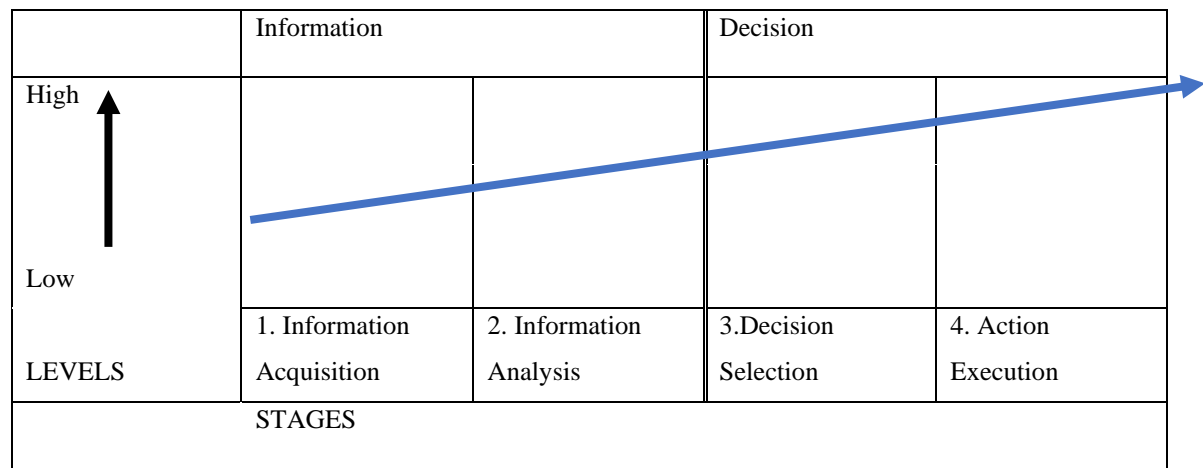 Information
Decision
High
Low
LEVELS
1. Information
Acquisition
2. Information
Analysis
3.Decision
Selection
4. Action
Execution
STAGES